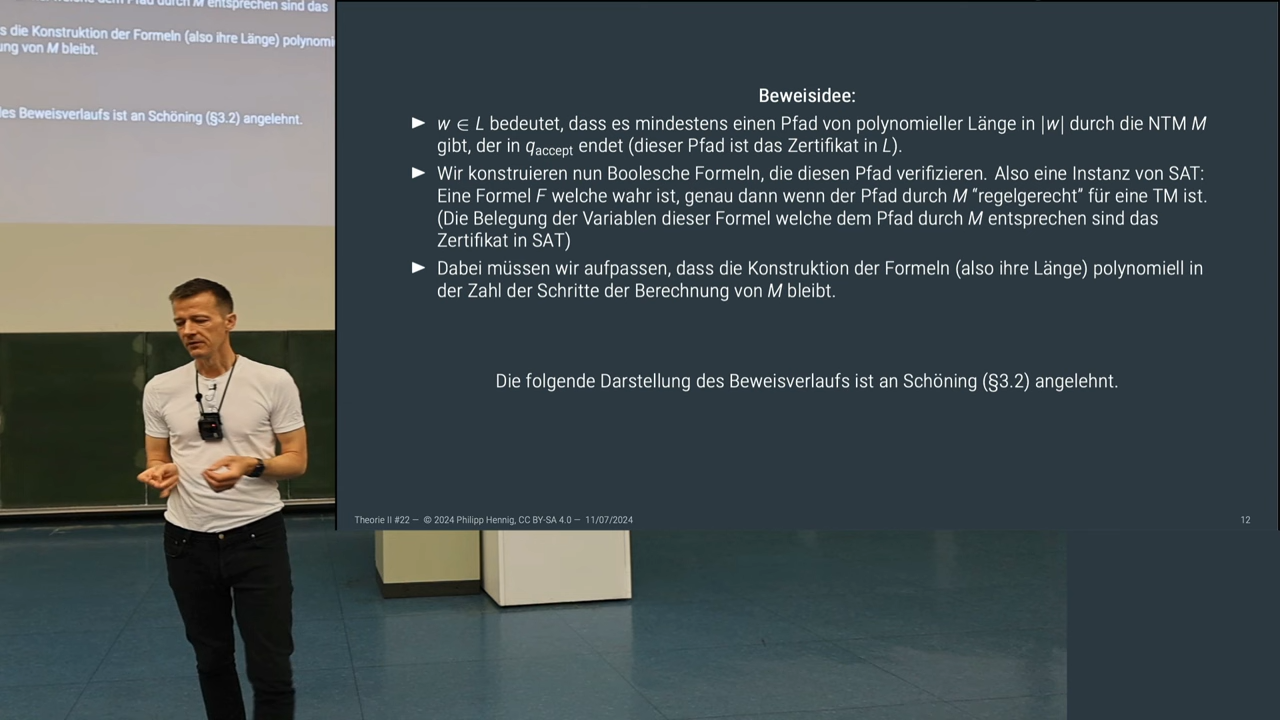 dem Pfad durch M entsprechen sind das
s die Konstruktion der Formeln (also ihre Länge) polynomi
ung von M bleibt.
des Beweisverlaufs ist an Schöning (§3.2) angelehnt.
Beweisidee:
► w ∈ L bedeutet, dass es mindestens einen Pfad von polynomieller Länge in |w| durch die NTM M
gibt, der in q_accept endet (dieser Pfad ist das Zertifikat in L).
► Wir konstruieren nun Boolesche Formeln, die diesen Pfad verifizieren. Also eine Instanz von SAT:
Eine Formel F welche wahr ist, genau dann wenn der Pfad durch M "regelgerecht" für eine TM ist.
(Die Belegung der Variablen dieser Formel welche dem Pfad durch M entsprechen sind das
Zertifikat in SAT)
► Dabei müssen wir aufpassen, dass die Konstruktion der Formeln (also ihre Länge) polynomiell in
der Zahl der Schritte der Berechnung von M bleibt.
Die folgende Darstellung des Beweisverlaufs ist an Schöning (§3.2) angelehnt.
Theorie II #22 — © 2024 Philipp Hennig, CC BY-SA 4.0 — 11/07/2024
12